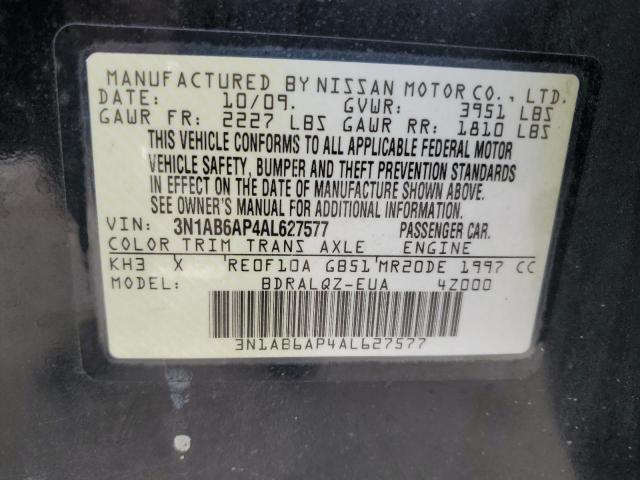 MANUFACTURED BY NISSAN MOTOR CO., LTD.
DATE: 10/09. GVWR: 3951 LBS
GAWR FR: 2227 LBS GAWR RR: 1810 LBS
THIS VEHICLE CONFORMS TO ALL APPLICABLE FEDERAL MOTOR
VEHICLE SAFETY, BUMPER AND THEFT PREVENTION STANDARDS
IN EFFECT ON THE DATE OF MANUFACTURE SHOWN ABOVE.
SEE OWNER'S MANUAL FOR ADDITIONAL INFORMATION.
VIN: 3N1AB6AP4AL627577 PASSENGER CAR.
COLOR TRIM TRANS AXLE ENGINE
KH3 X RE0F10A GB51 MR20DE 1997 CC
MODEL: BDRALQZ-EUA 4Z000
3N1AB6AP4AL627577